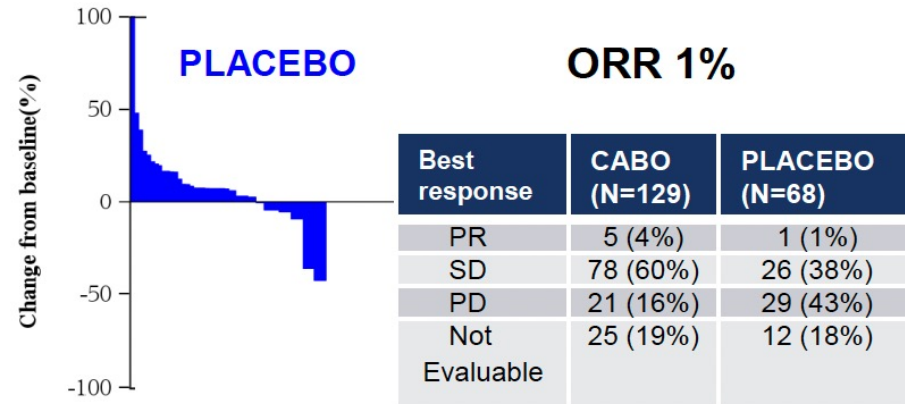 100
50
0
-50
-100
Change from baseline(%)
PLACEBO
ORR 1%
Best response CABO (N=129) PLACEBO (N=68)
PR 5 (4%) 1 (1%)
SD 78 (60%) 26 (38%)
PD 21 (16%) 29 (43%)
Not Evaluable 25 (19%) 12 (18%)